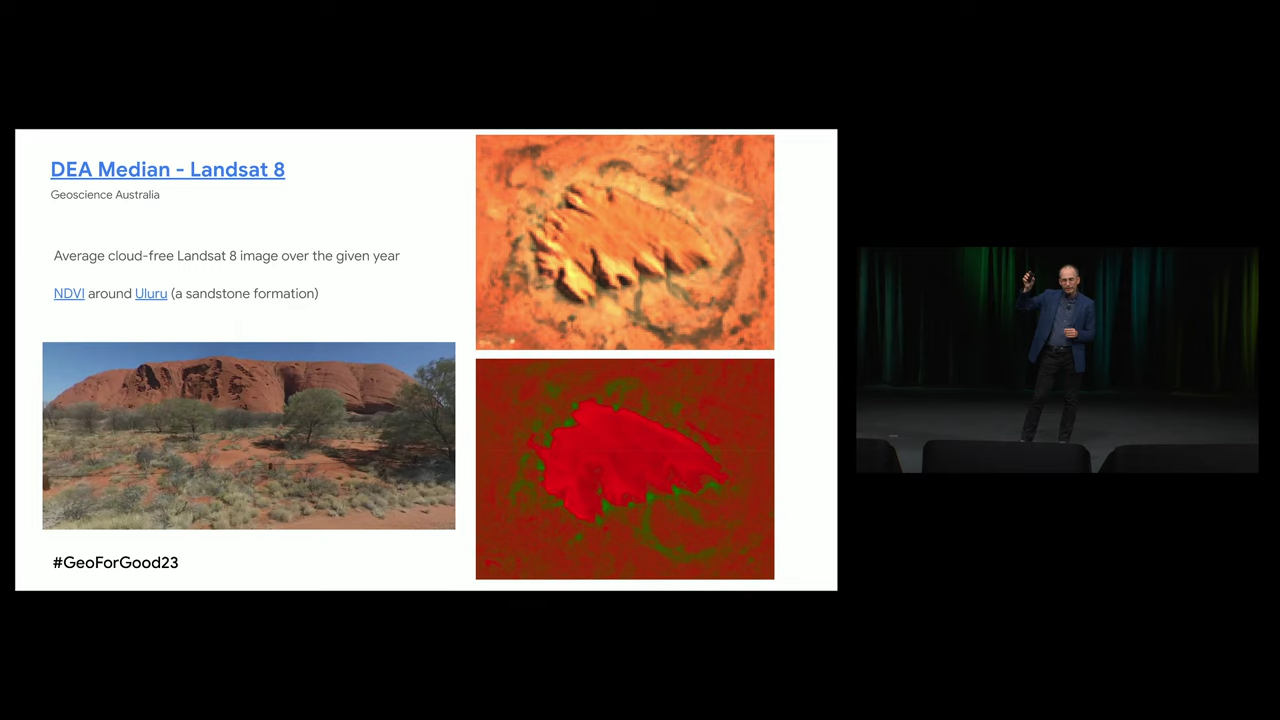 DEA Median - Landsat 8
Geoscience Australia
Average cloud-free Landsat 8 image over the given year
NDVI around Uluru (a sandstone formation)
#GeoForGood23